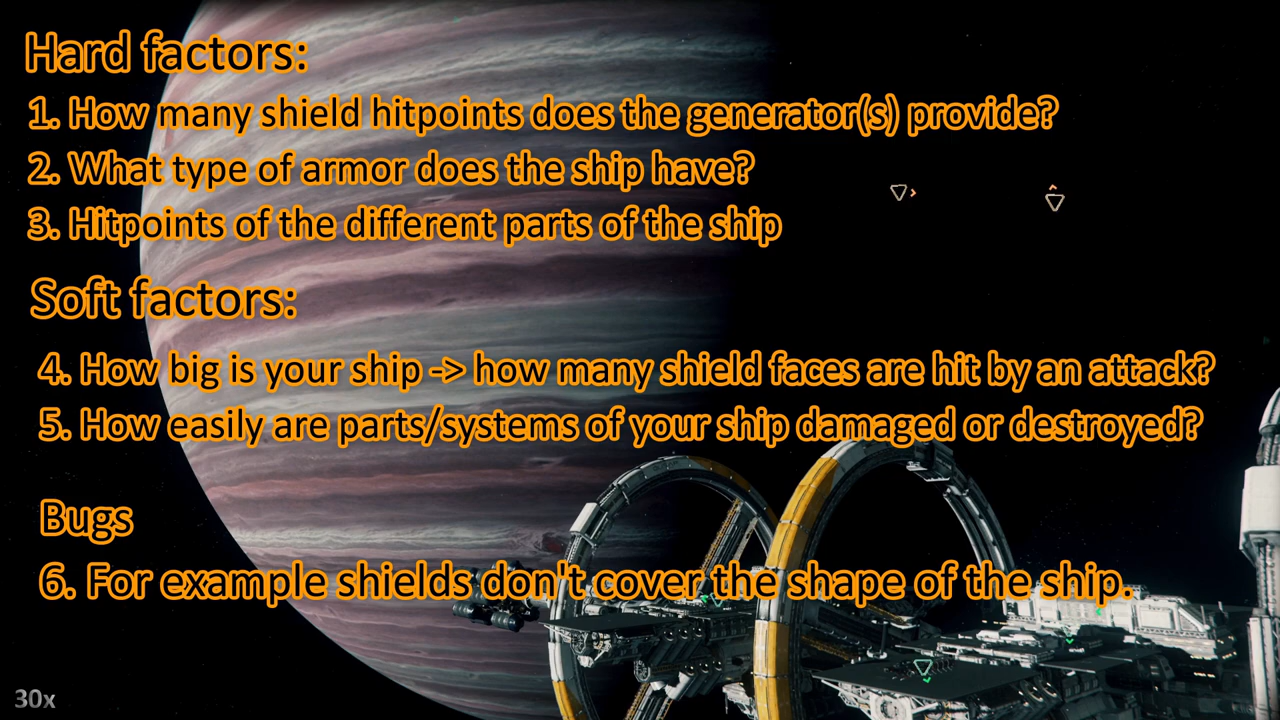 Hard factors:
1. How many shield hitpoints does the generator(s) provide?
2. What type of armor does the ship have?
3. Hitpoints of the different parts of the ship
Soft factors:
4. How big is your ship -> how many shield faces are hit by an attack?
5. How easily are parts/systems of your ship damaged or destroyed?
Bugs
6. For example shields don't cover the shape of the ship.
30x